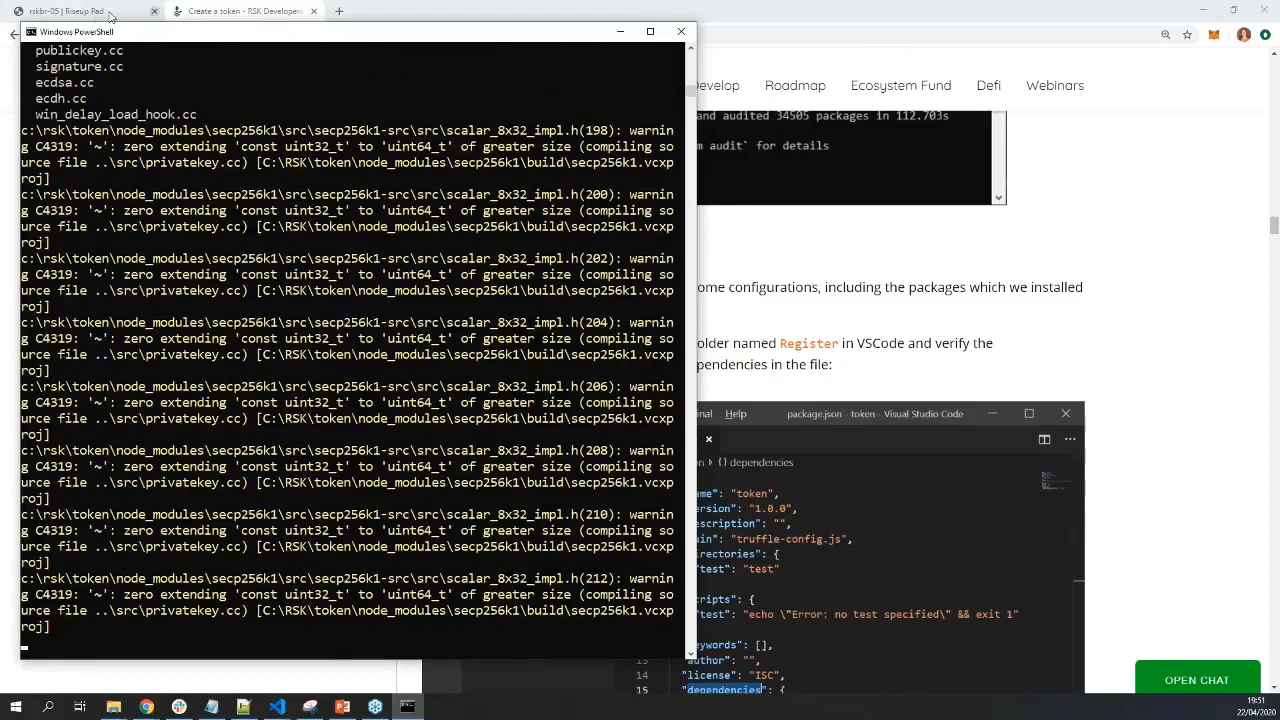 rskbr-05 | Riseup Pad
Create a token - RSK Developers
Windows PowerShell
publickey.cc
signature.cc
ecdsa.cc
ecdh.cc
win_delay_load_hook.cc
c:\rsk\token\node_modules\secp256k1\src\secp256k1-src\src\scalar_8x32_impl.h(198): warnin
g C4319: '~': zero extending 'const uint32_t' to 'uint64_t' of greater size (compiling so
urce file ..\src\privatekey.cc) [C:\RSK\token\node_modules\secp256k1\build\secp256k1.vcxp
roj]
c:\rsk\token\node_modules\secp256k1\src\secp256k1-src\src\scalar_8x32_impl.h(200): warnin
g C4319: '~': zero extending 'const uint32_t' to 'uint64_t' of greater size (compiling so
urce file ..\src\privatekey.cc) [C:\RSK\token\node_modules\secp256k1\build\secp256k1.vcxp
roj]
c:\rsk\token\node_modules\secp256k1\src\secp256k1-src\src\scalar_8x32_impl.h(202): warnin
g C4319: '~': zero extending 'const uint32_t' to 'uint64_t' of greater size (compiling so
urce file ..\src\privatekey.cc) [C:\RSK\token\node_modules\secp256k1\build\secp256k1.vcxp
roj]
c:\rsk\token\node_modules\secp256k1\src\secp256k1-src\src\scalar_8x32_impl.h(204): warnin
g C4319: '~': zero extending 'const uint32_t' to 'uint64_t' of greater size (compiling so
urce file ..\src\privatekey.cc) [C:\RSK\token\node_modules\secp256k1\build\secp256k1.vcxp
roj]
c:\rsk\token\node_modules\secp256k1\src\secp256k1-src\src\scalar_8x32_impl.h(206): warnin
g C4319: '~': zero extending 'const uint32_t' to 'uint64_t' of greater size (compiling so
urce file ..\src\privatekey.cc) [C:\RSK\token\node_modules\secp256k1\build\secp256k1.vcxp
roj]
c:\rsk\token\node_modules\secp256k1\src\secp256k1-src\src\scalar_8x32_impl.h(208): warnin
g C4319: '~': zero extending 'const uint32_t' to 'uint64_t' of greater size (compiling so
urce file ..\src\privatekey.cc) [C:\RSK\token\node_modules\secp256k1\build\secp256k1.vcxp
roj]
c:\rsk\token\node_modules\secp256k1\src\secp256k1-src\src\scalar_8x32_impl.h(210): warnin
g C4319: '~': zero extending 'const uint32_t' to 'uint64_t' of greater size (compiling so
urce file ..\src\privatekey.cc) [C:\RSK\token\node_modules\secp256k1\build\secp256k1.vcxp
roj]
c:\rsk\token\node_modules\secp256k1\src\secp256k1-src\src\scalar_8x32_impl.h(212): warnin
g C4319: '~': zero extending 'const uint32_t' to 'uint64_t' of greater size (compiling so
urce file ..\src\privatekey.cc) [C:\RSK\token\node_modules\secp256k1\build\secp256k1.vcxp
roj]
Develop Roadmap Ecosystem Fund Defi Webinars
and audited 34505 packages in 112.703s
m audit` for details
ome configurations, including the packages which we installed
older named Register in VSCode and verify the
pendencies in the file:
nal Help package.json - token - Visual Studio Code
n {} dependencies
ame": "token",
ersion": "1.0.0",
escription": "",
ain": "truffle-config.js",
irectories": {
"test": "test"
cripts": {
"test": "echo \"Error: no test specified\" && exit 1"
eywords": [],
13 "author": "",
14 "license": "ISC",
15 "dependencies": {
OPEN CHAT
19:51
22/04/2020